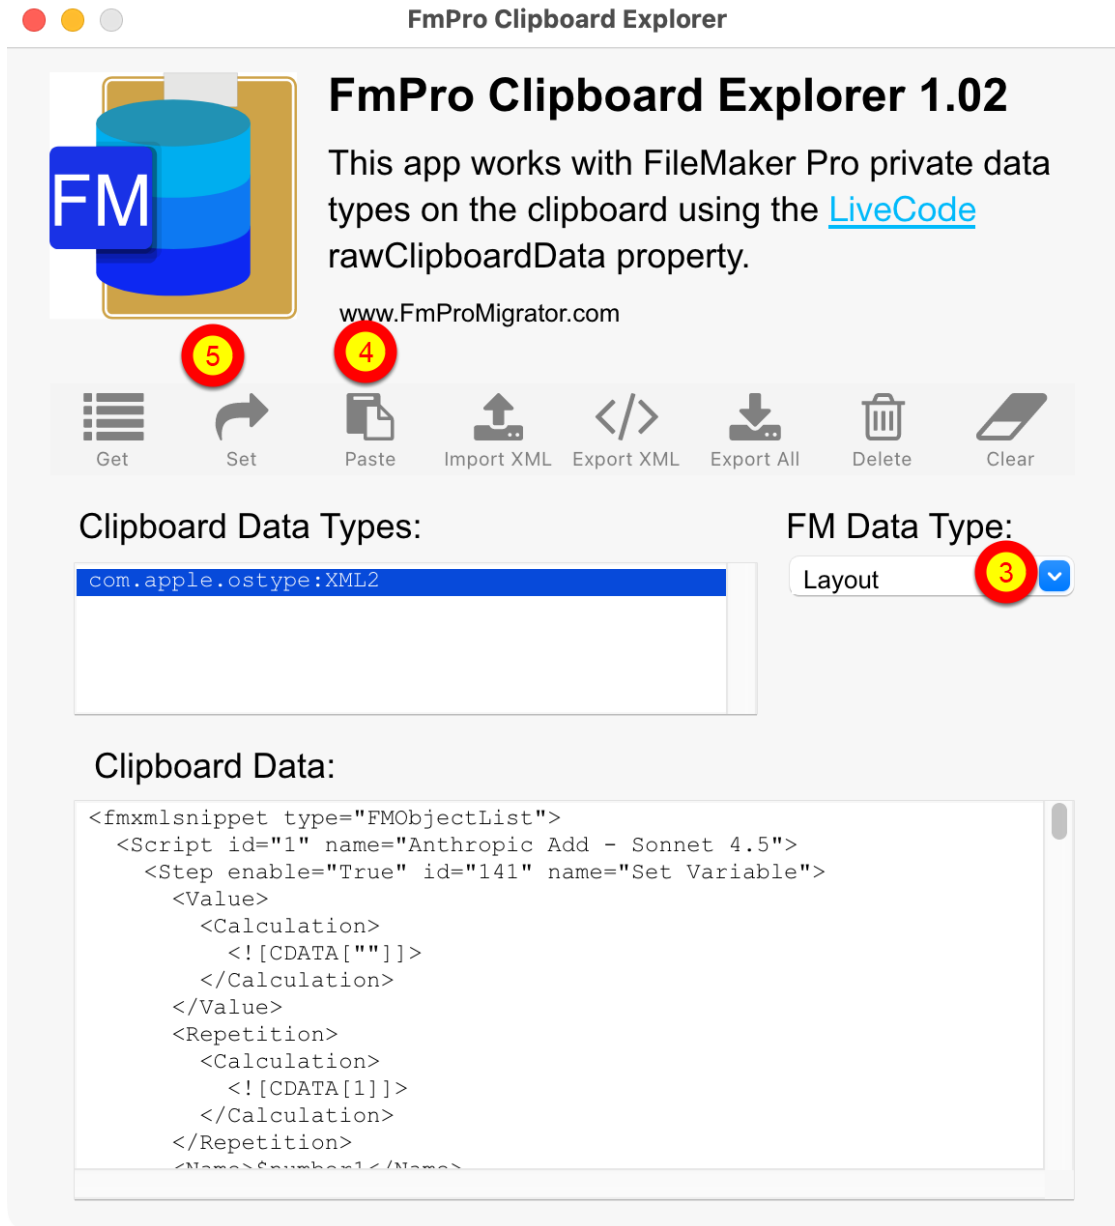 FmPro Clipboard Explorer
FmPro Clipboard Explorer 1.02
This app works with FileMaker Pro private data
types on the clipboard using the LiveCode
rawClipboardData property.
FM
www.FmProMigrator.com
5
4
Get
Set
Paste
Import XML
Export XML
Export All
Delete
Clear
Clipboard Data Types:
FM Data Type:
com.apple.ostype:XML2
Layout
3
Clipboard Data:
<fmxmlsnippet type="FMObjectList">
<Script id="1" name="Anthropic Add - Sonnet 4.5">
<Step enable="True" id="141" name="Set Variable">
<Value>
<Calculation>
<![CDATA[""]]>
</Calculation>
</Value>
<Repetition>
<Calculation>
<![CDATA[1]]>
</Calculation>
</Repetition>
<Name>$number1</Name>